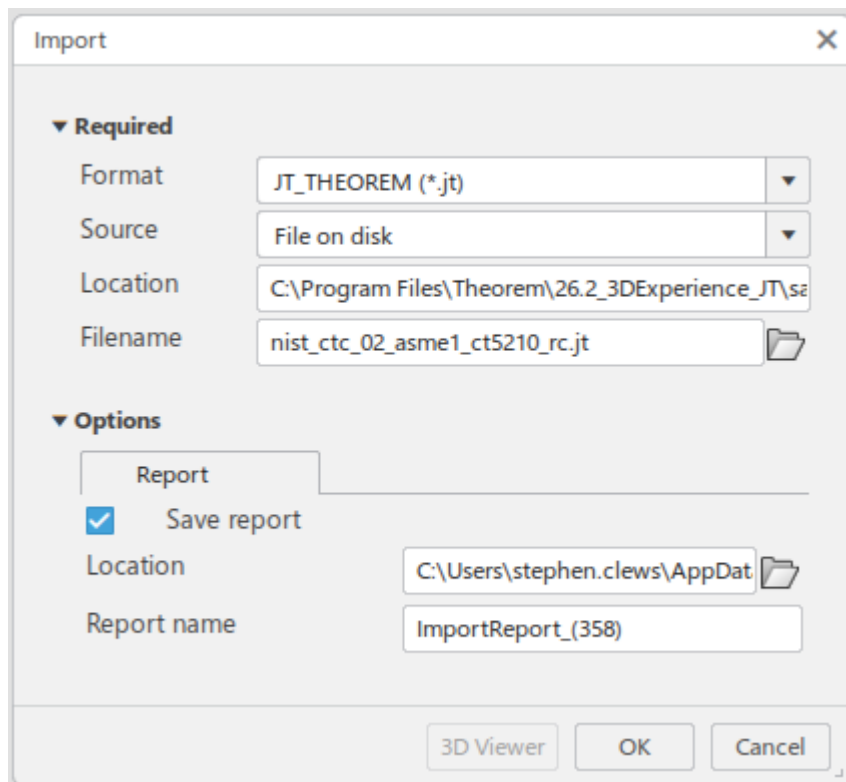 Import
Required
Format JT_THEOREM (*.jt)
Source File on disk
Location C:\Program Files\Theorem\26.2_3DExperience_JT\sa
Filename nist_ctc_02_asme1_ct5210_rc.jt
Options
Report
Save report
Location C:\Users\stephen.clews\AppData
Report name ImportReport_(358)
3D Viewer OK Cancel